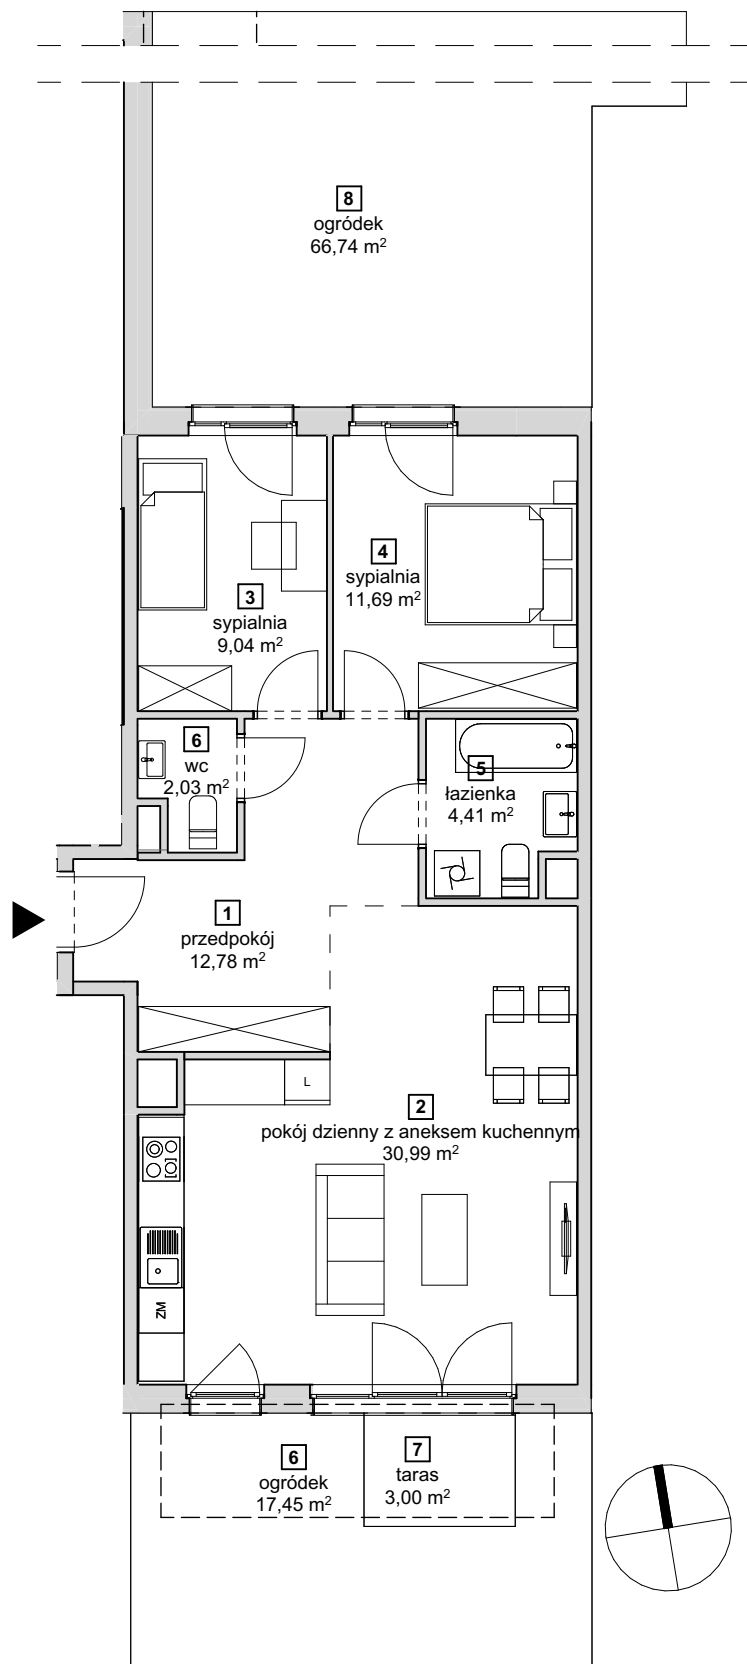 8
ogródek
66,74 m²
4
sypialnia
11,69 m²
3
sypialnia
9,04 m²
6
wc
2,03 m²
5
łazienka
4,41 m²
1
przedpokój
12,78 m²
L
2
pokój dzienny z aneksem kuchennym
30,99 m²
ZM
6
ogródek
17,45 m²
7
taras
3,00 m²